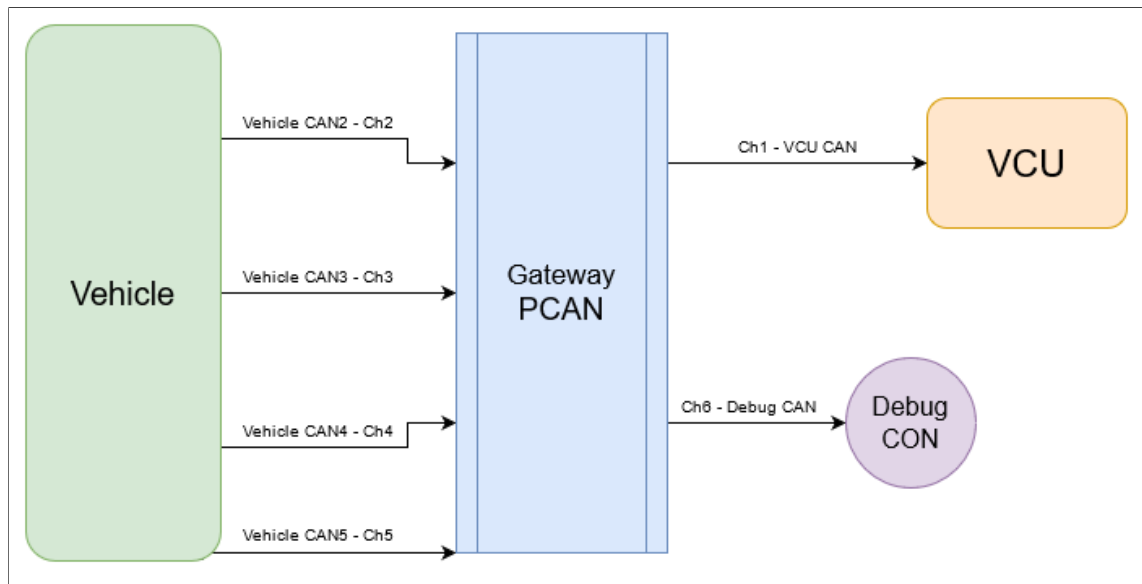 Vehicle
Vehicle CAN2 - Ch2
Vehicle CAN3 - Ch3
Vehicle CAN4 - Ch4
Vehicle CAN5 - Ch5
Gateway
PCAN
Ch1 - VCU CAN
VCU
Ch6 - Debug CAN
Debug
CON